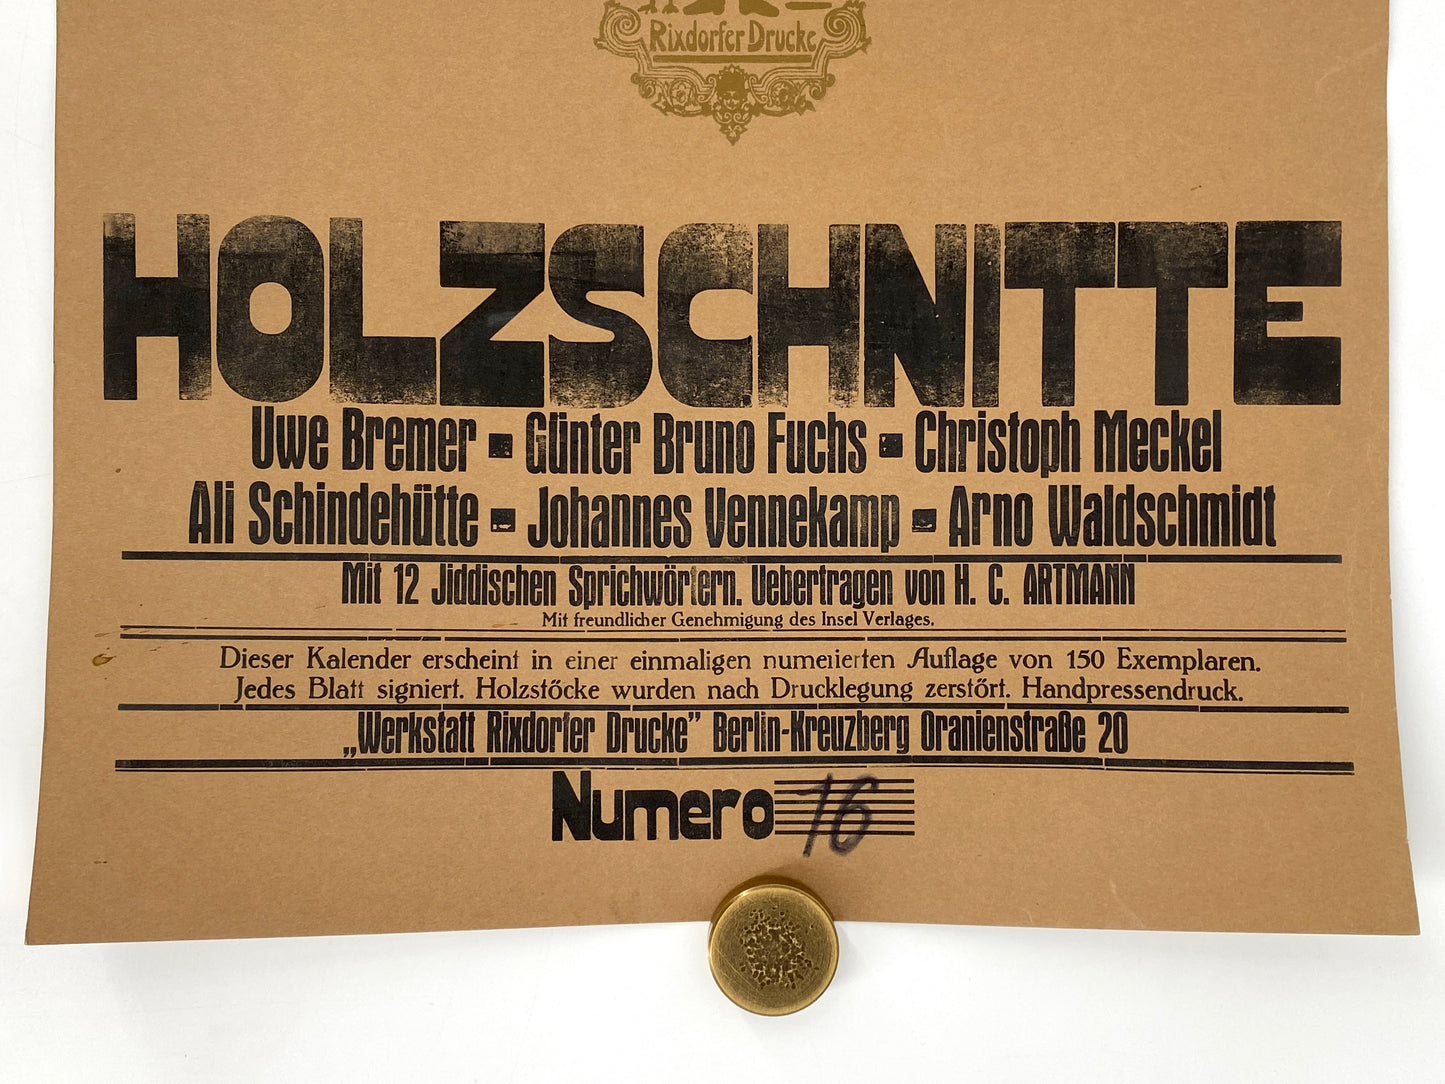 Rixdorfer Drucke
HOLZSCHNITTE
Uwe Bremer ▪ Günter Bruno Fuchs ▪ Christoph Meckel
Ali Schindehütte ▪ Johannes Vennekamp ▪ Arno Waldschmidt
Mit 12 Jiddischen Sprichwörtern. Uebertragen von H. C. ARTMANN
Mit freundlicher Genehmigung des Insel Verlages.
Dieser Kalender erscheint in einer einmaligen numerierten Auflage von 150 Exemplaren.
Jedes Blatt signiert. Holzstöcke wurden nach Drucklegung zerstört. Handpressendruck.
„Werkstatt Rixdorfer Drucke” Berlin-Kreuzberg Oranienstraße 20
Numero 16